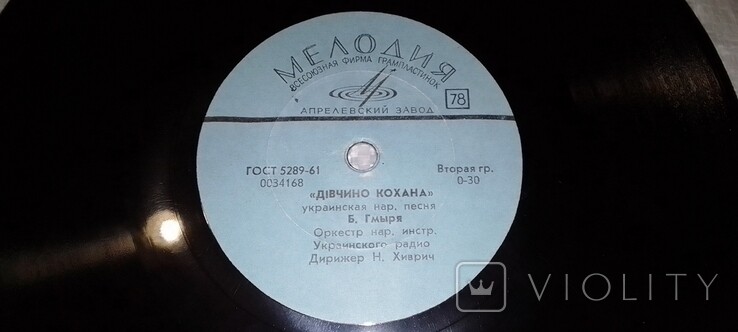 МЕЛОДИЯ
ВСЕСОЮЗНАЯ ФИРМА ГРАМПЛАСТИНОК
АПРЕЛЕВСКИЙ ЗАВОД
78
ГОСТ 5289-61
0034168
Вторая гр.
0-30
«ДІВЧИНО КОХАНА»
украинская нар. песня
Б. Гмыря
Оркестр нар. инстр.
Украинского радио
Дирижер Н. Хиврич
VIOLITY